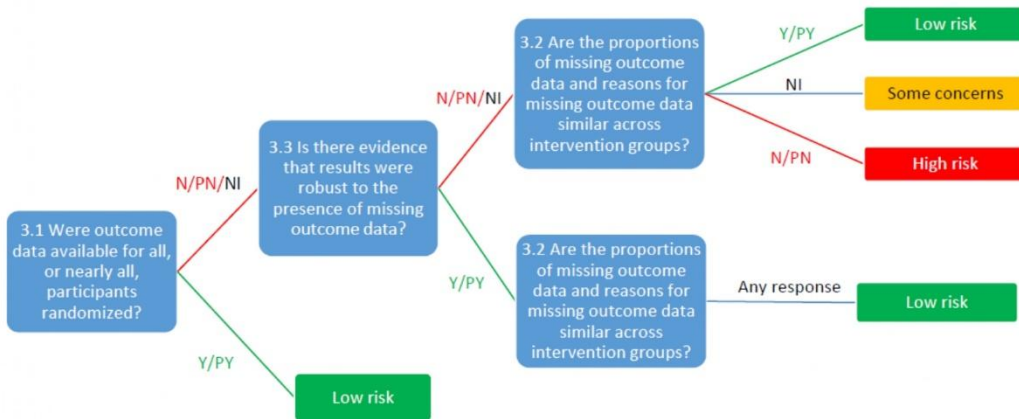 3.1 Were outcome
data available for all,
or nearly all,
participants
randomized?
N/PN/NI
Y/PY
Low risk
3.3 Is there evidence
that results were
robust to the
presence of missing
outcome data?
N/PN/NI
Y/PY
3.2 Are the proportions
of missing outcome
data and reasons for
missing outcome data
similar across
intervention groups?
Y/PY
Low risk
NI
Some concerns
N/PN
High risk
3.2 Are the proportions
of missing outcome
data and reasons for
missing outcome data
similar across
intervention groups?
Any response
Low risk